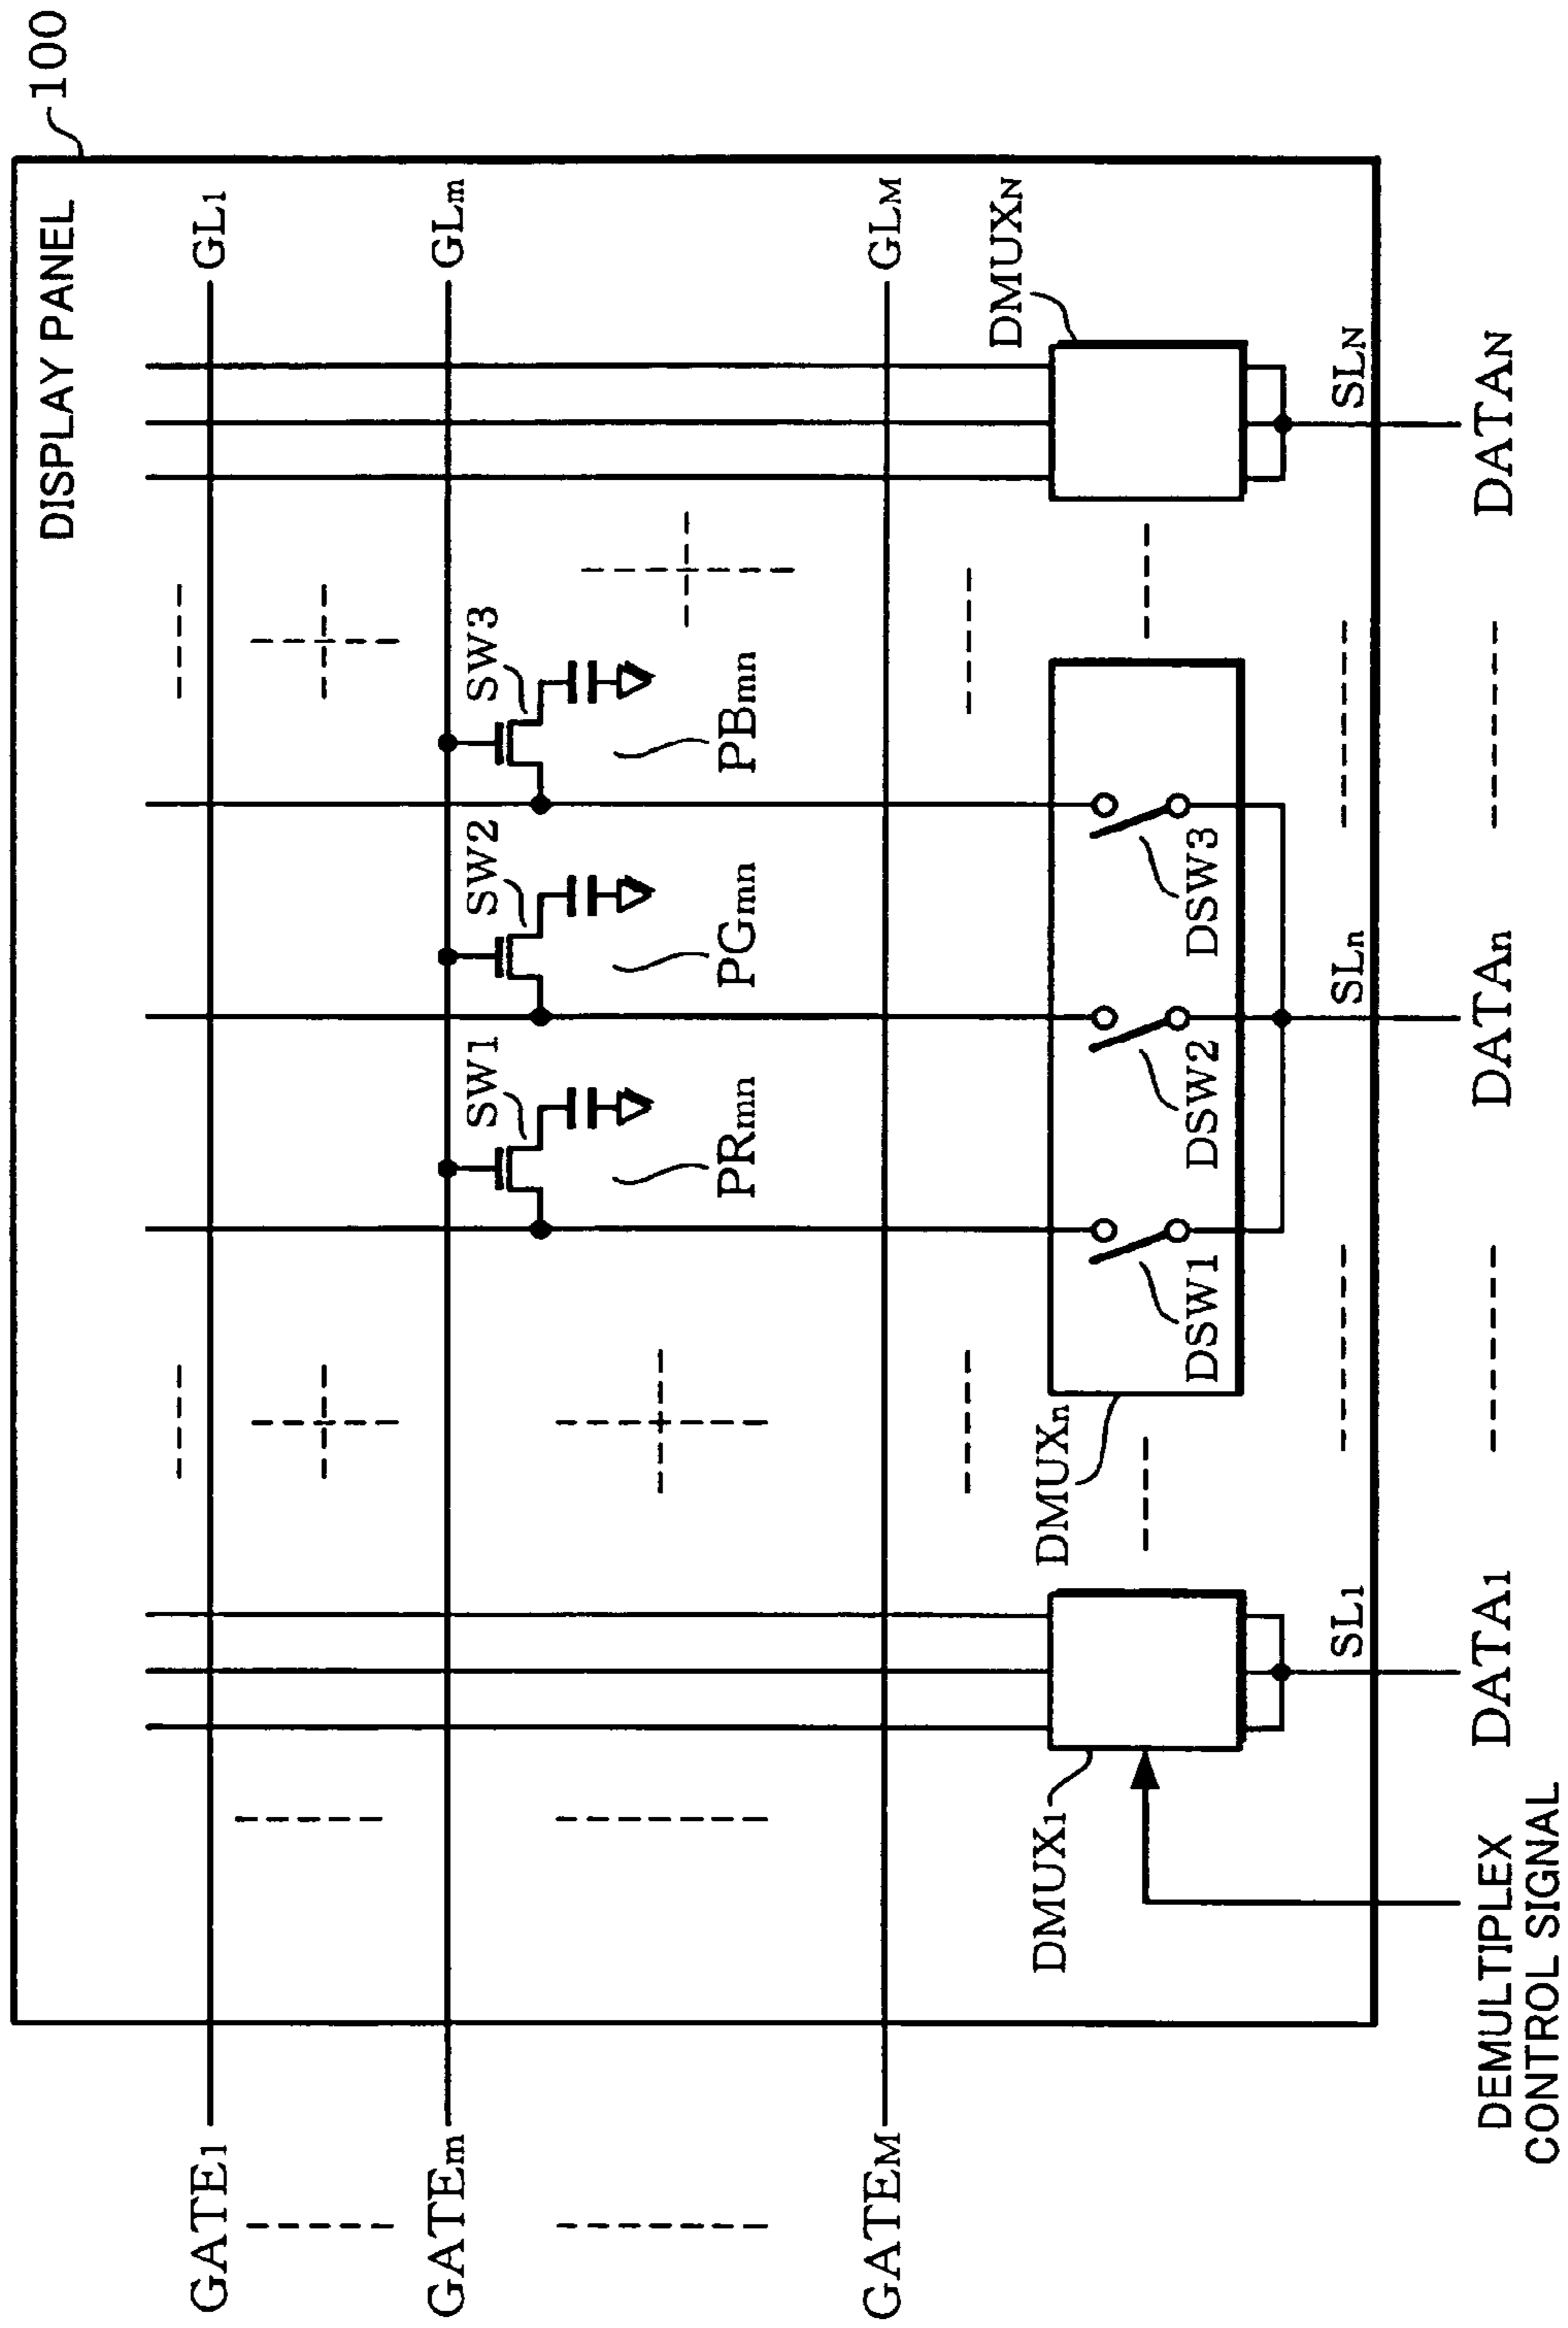 100
DISPLAY PANEL
GATE1
GL1
GATEm
GLm
SW1
SW2
SW3
PRmn
PGmn
PBmn
GATEM
GLM
DMUX1
DMUXn
DMUXN
DSW1
DSW2
DSW3
SL1
SLn
SLN
DEMULTIPLEX
CONTROL SIGNAL
DATA1
DATAn
DATAN